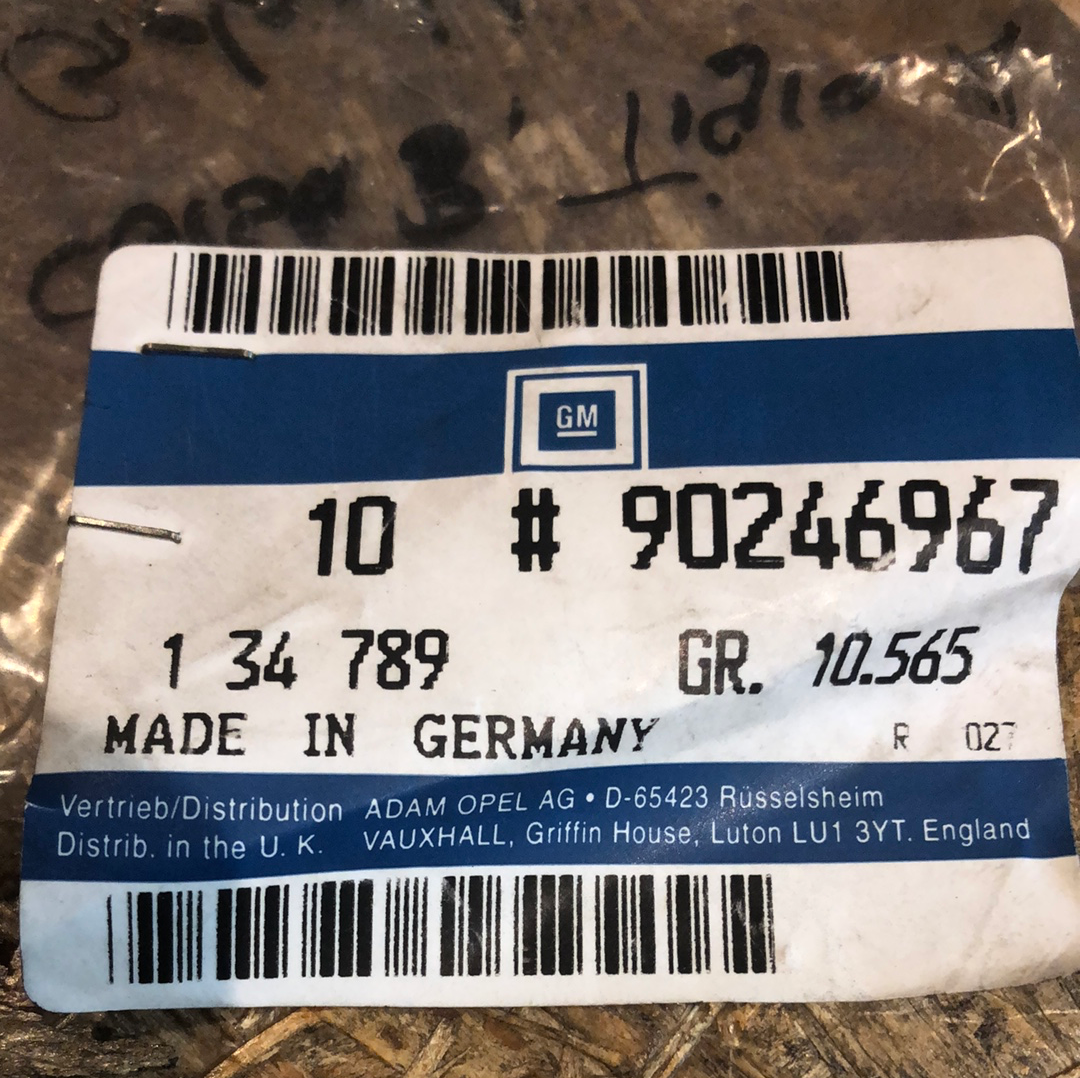 GM
10 # 90246967
1 34 789 GR. 10.565
MADE IN GERMANY R 027
Vertrieb/Distribution ADAM OPEL AG • D-65423 Rüsselsheim
Distrib. in the U. K. VAUXHALL, Griffin House, Luton LU1 3YT. England